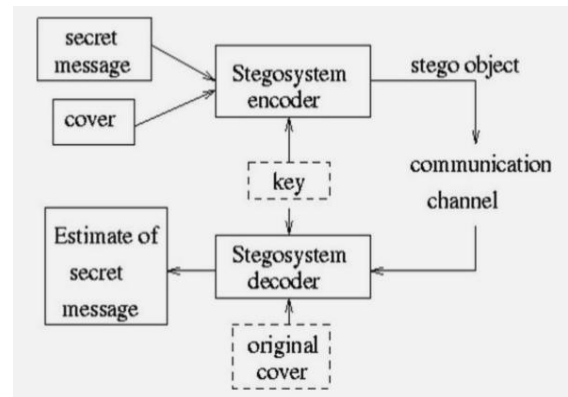 secret
message
cover
Stegosystem
encoder
stego object
communication
channel
key
Estimate of
secret
message
Stegosystem
decoder
original
cover